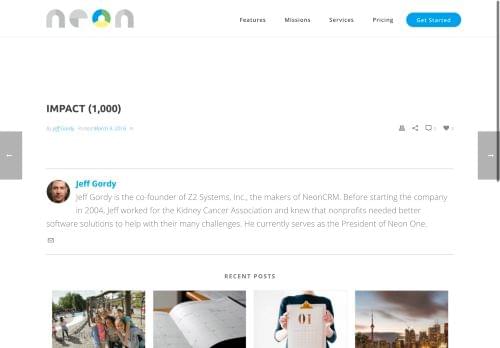 neon
Features Missions Services Pricing Get Started
IMPACT (1,000)
By Jeff Gordy Posted March 9, 2016 In
0 0
← →
Jeff Gordy
Jeff Gordy is the co-founder of Z2 Systems, Inc., the makers of NeonCRM. Before starting the company
in 2004, Jeff worked for the Kidney Cancer Association and knew that nonprofits needed better
software solutions to help with their many challenges. He currently serves as the President of Neon One.
RECENT POSTS
01